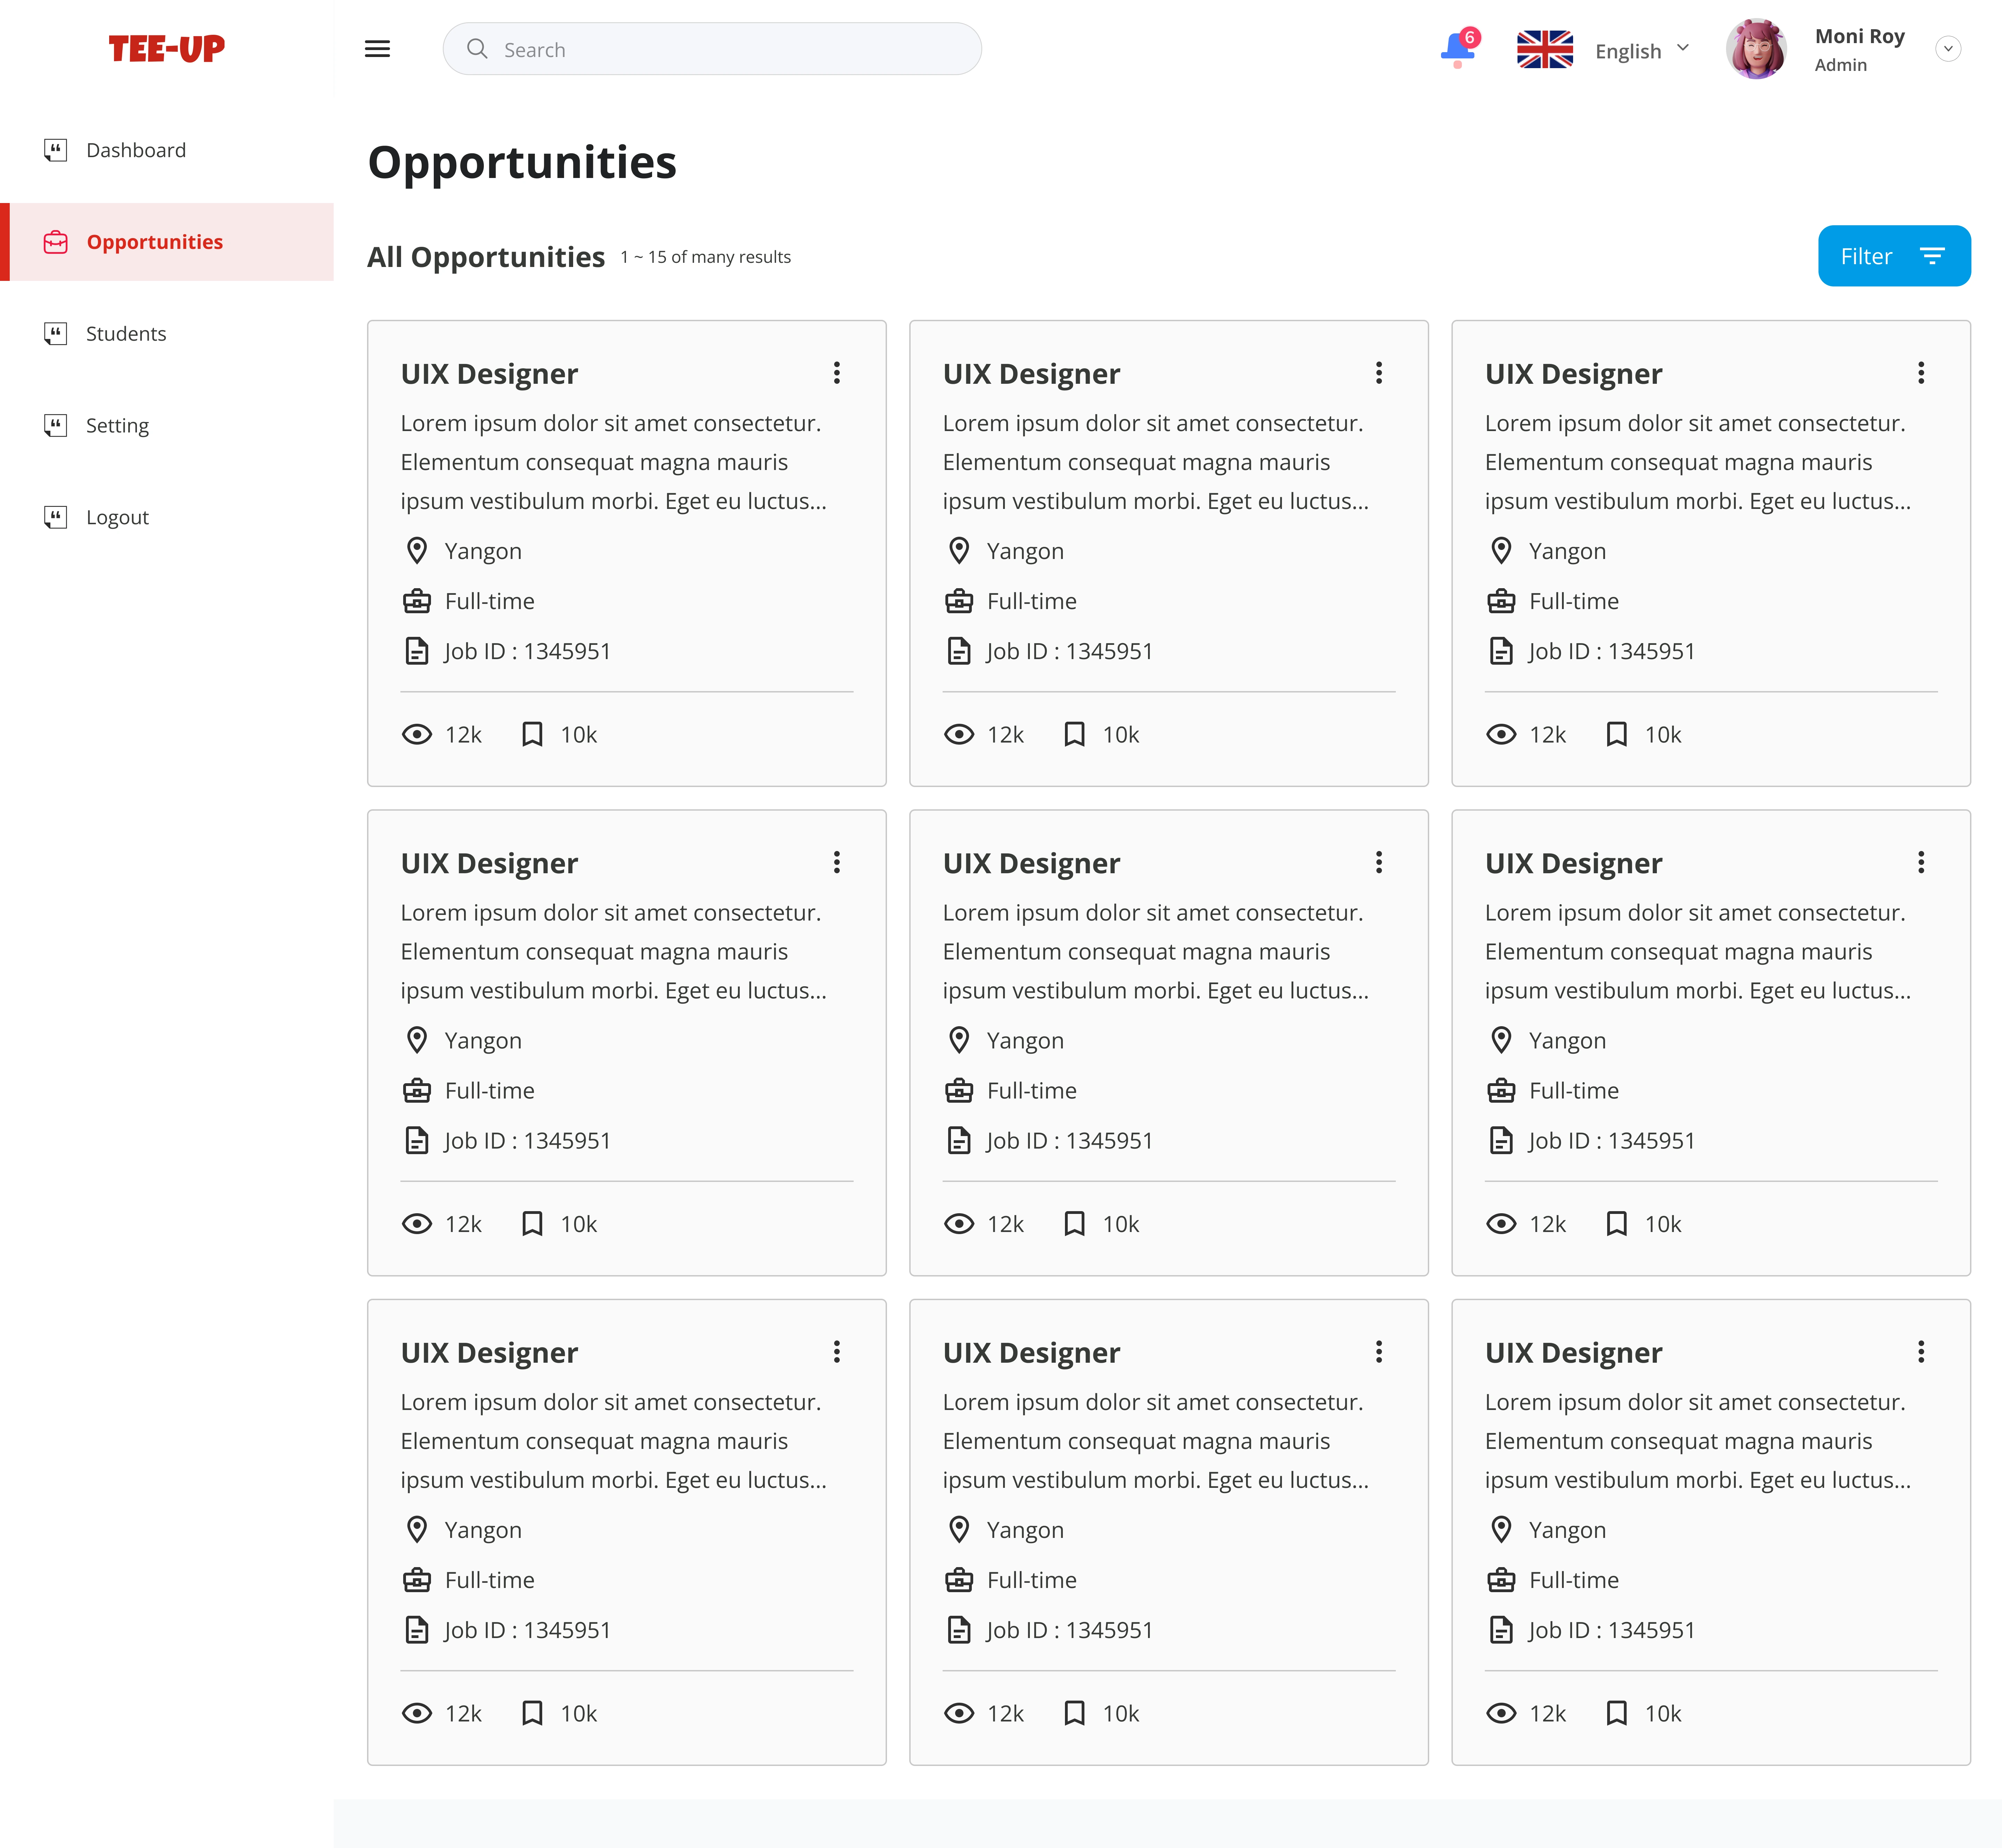 TEE-UP
Search
6
English
Moni Roy
Admin
Dashboard
Opportunities
Students
Setting
Logout
Opportunities
All Opportunities 1 ~ 15 of many results
Filter
UIX Designer
Lorem ipsum dolor sit amet consectetur.
Elementum consequat magna mauris
ipsum vestibulum morbi. Eget eu luctus...
Yangon
Full-time
Job ID : 1345951
12k 10k
UIX Designer
Lorem ipsum dolor sit amet consectetur.
Elementum consequat magna mauris
ipsum vestibulum morbi. Eget eu luctus...
Yangon
Full-time
Job ID : 1345951
12k 10k
UIX Designer
Lorem ipsum dolor sit amet consectetur.
Elementum consequat magna mauris
ipsum vestibulum morbi. Eget eu luctus...
Yangon
Full-time
Job ID : 1345951
12k 10k
UIX Designer
Lorem ipsum dolor sit amet consectetur.
Elementum consequat magna mauris
ipsum vestibulum morbi. Eget eu luctus...
Yangon
Full-time
Job ID : 1345951
12k 10k
UIX Designer
Lorem ipsum dolor sit amet consectetur.
Elementum consequat magna mauris
ipsum vestibulum morbi. Eget eu luctus...
Yangon
Full-time
Job ID : 1345951
12k 10k
UIX Designer
Lorem ipsum dolor sit amet consectetur.
Elementum consequat magna mauris
ipsum vestibulum morbi. Eget eu luctus...
Yangon
Full-time
Job ID : 1345951
12k 10k
UIX Designer
Lorem ipsum dolor sit amet consectetur.
Elementum consequat magna mauris
ipsum vestibulum morbi. Eget eu luctus...
Yangon
Full-time
Job ID : 1345951
12k 10k
UIX Designer
Lorem ipsum dolor sit amet consectetur.
Elementum consequat magna mauris
ipsum vestibulum morbi. Eget eu luctus...
Yangon
Full-time
Job ID : 1345951
12k 10k
UIX Designer
Lorem ipsum dolor sit amet consectetur.
Elementum consequat magna mauris
ipsum vestibulum morbi. Eget eu luctus...
Yangon
Full-time
Job ID : 1345951
12k 10k